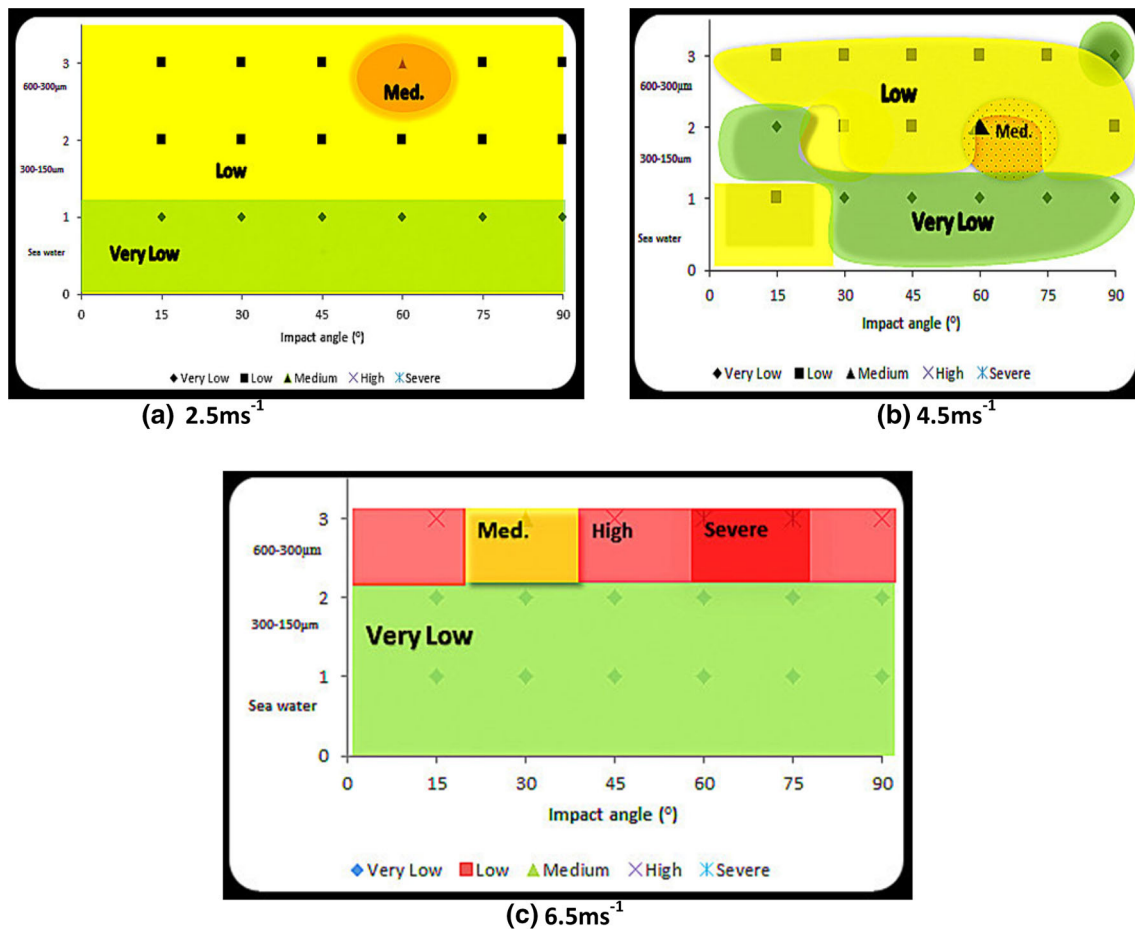 3
600-300µm
Med.
2
300-150um
Low
1
Sea water
Very Low
0
0 15 30 45 60 75 90
Impact angle (°)
Very Low Low Medium High Severe
(a) 2.5ms-1
3
600-300µm
Low
2
Med.
300-150µm
1
Very Low
Sea water
0
0 15 30 45 60 75 90
Impact angle (°)
Very Low Low Medium High Severe
(b) 4.5ms-1
3
Med. High Severe
600-300µm
2
300-150µm
Very Low
1
Sea water
0
0 15 30 45 60 75 90
Impact angle (°)
Very Low Low Medium High Severe
(c) 6.5ms-1